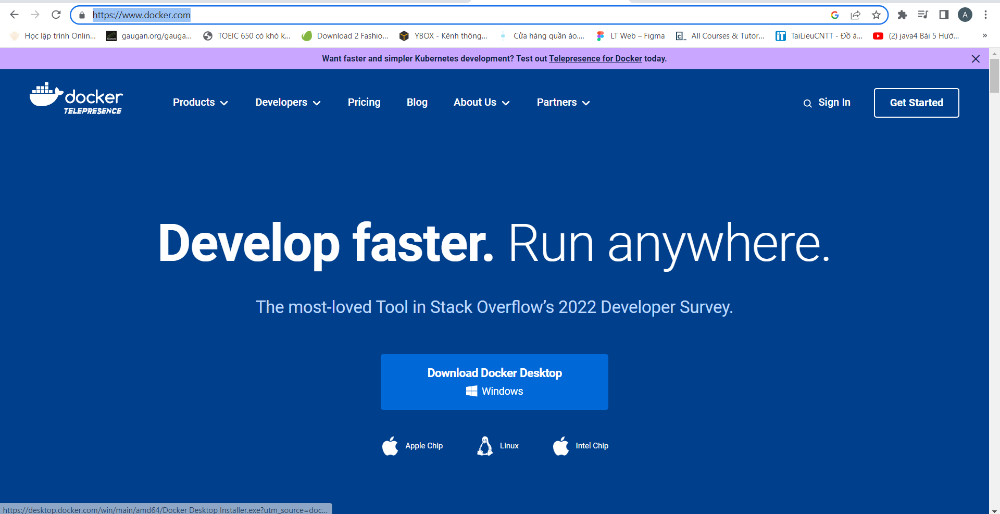 https://www.docker.com
A
Học lập trình Onlin...
gaugan.org/gauga...
TOEIC 650 có khó k...
Download 2 Fashio...
YBOX - Kênh thông...
Cửa hàng quần áo....
LT Web – Figma
All Courses & Tutor...
TaiLieuCNTT - Đồ á...
(2) java4 Bài 5 Hướ...
»
Want faster and simpler Kubernetes development? Test out Telepresence for Docker today.
docker
TELEPRESENCE
Products
Developers
Pricing
Blog
About Us
Partners
Sign In
Get Started
Develop faster. Run anywhere.
The most-loved Tool in Stack Overflow’s 2022 Developer Survey.
Download Docker Desktop
Windows
Apple Chip
Linux
Intel Chip
https://desktop.docker.com/win/main/amd64/Docker Desktop Installer.exe?utm_source=doc...